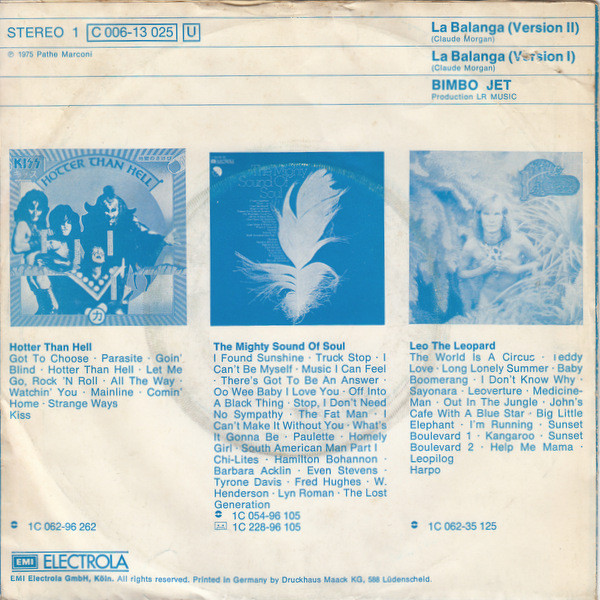 STEREO 1 C 006-13 025 U
℗ 1975 Pathe Marconi
La Balanga (Version II)
(Claude Morgan)
La Balanga (Version I)
(Claude Morgan)
BIMBO JET
Production LR MUSIC
KISS
HOTTER THAN HELL
Hotter Than Hell
Got To Choose · Parasite · Goin'
Blind · Hotter Than Hell · Let Me
Go, Rock 'N Roll · All The Way ·
Watchin' You · Mainline · Comin'
Home · Strange Ways
Kiss
1C 062-96 262
The Mighty Sound Of Soul
I Found Sunshine · Truck Stop · I
Can't Be Myself · Music I Can Feel
· There's Got To Be An Answer ·
Oo Wee Baby I Love You · Off Into
A Black Thing · Stop, I Don't Need
No Sympathy · The Fat Man · I
Can't Make It Without You · What's
It Gonna Be · Paulette · Homely
Girl · South American Man Part I
Chi-Lites · Hamilton Bohannon ·
Barbara Acklin · Even Stevens ·
Tyrone Davis · Fred Hughes · W.
Henderson · Lyn Roman · The Lost
Generation
1C 054-96 105
1C 228-96 105
Leo The Leopard
The World Is A Circus · Teddy
Love · Long Lonely Summer · Baby
Boomerang · I Don't Know Why ·
Sayonara · Leoverture · Medicine-
Man · Out In The Jungle · John's
Cafe With A Blue Star · Big Little
Elephant · I'm Running · Sunset
Boulevard 1 · Kangaroo · Sunset
Boulevard 2 · Help Me Mama ·
Leopilog
Harpo
1C 062-35 125
EMI ELECTROLA
EMI Electrola GmbH, Köln. All rights reserved. Printed in Germany by Druckhaus Maack KG, 588 Lüdenscheid.